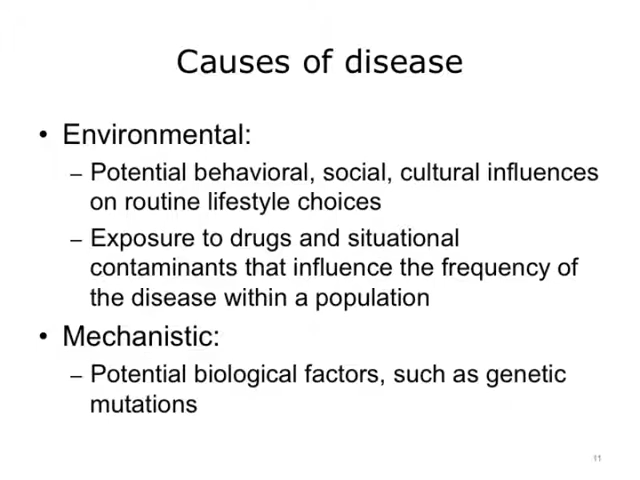 Causes of disease
• Environmental:
– Potential behavioral, social, cultural influences
on routine lifestyle choices
– Exposure to drugs and situational
contaminants that influence the frequency of
the disease within a population
• Mechanistic:
– Potential biological factors, such as genetic
mutations
11